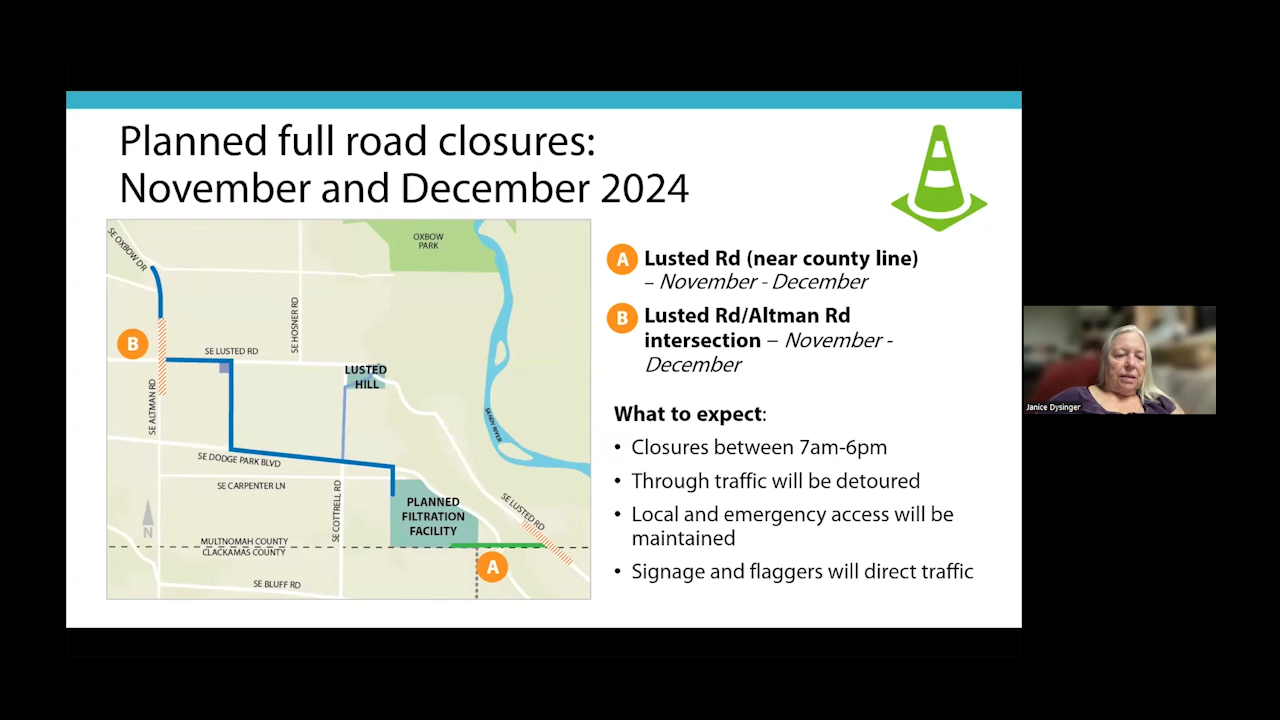 Planned full road closures:
November and December 2024
A Lusted Rd (near county line)
– November - December
B Lusted Rd/Altman Rd
intersection – November -
December
What to expect:
• Closures between 7am-6pm
• Through traffic will be detoured
• Local and emergency access will be
maintained
• Signage and flaggers will direct traffic
SE OXBOW DR
OXBOW
PARK
SE HOSNER RD
B
SE LUSTED RD
LUSTED
HILL
SE ALTMAN RD
SANDY RIVER
SE DODGE PARK BLVD
SE CARPENTER LN
SE COTTRELL RD
PLANNED
FILTRATION
FACILITY
SE LUSTED RD
N
MULTNOMAH COUNTY
CLACKAMAS COUNTY
A
SE BLUFF RD
Janice Dysinger